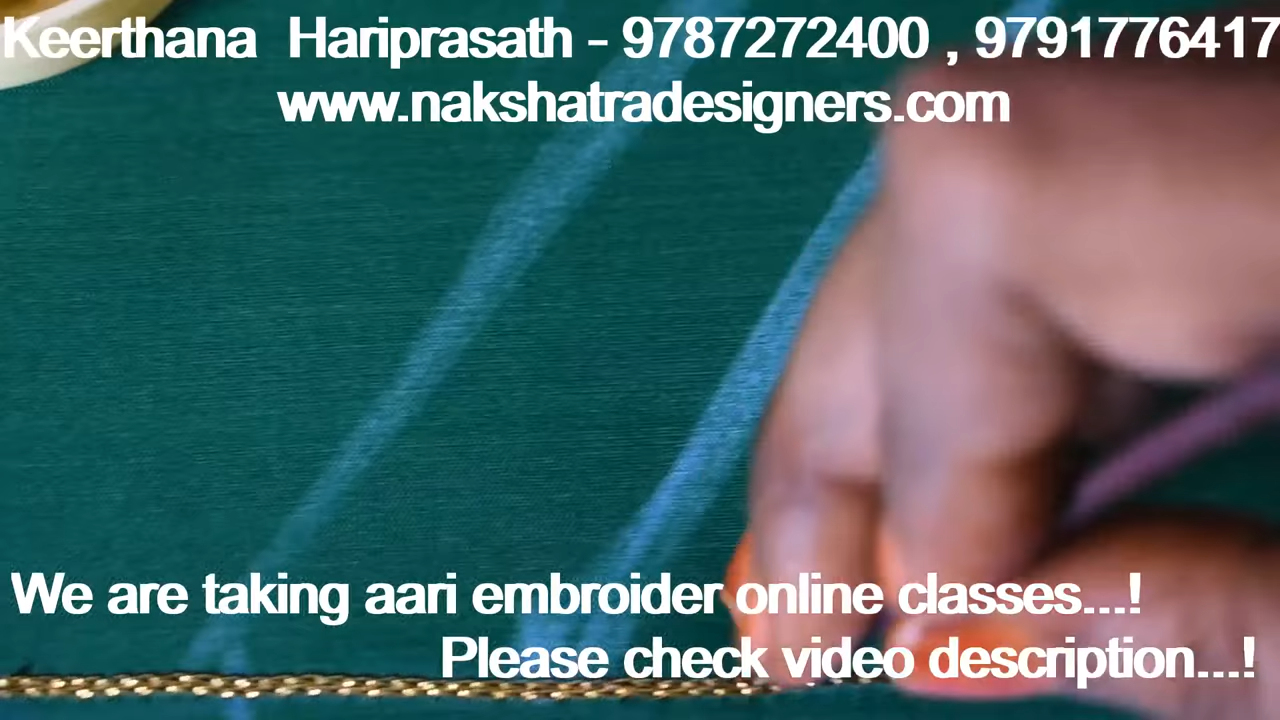 Keerthana Hariprasath - 9787272400 , 9791776417
www.nakshatradesigners.com
We are taking aari embroider online classes...!
Please check video description...!